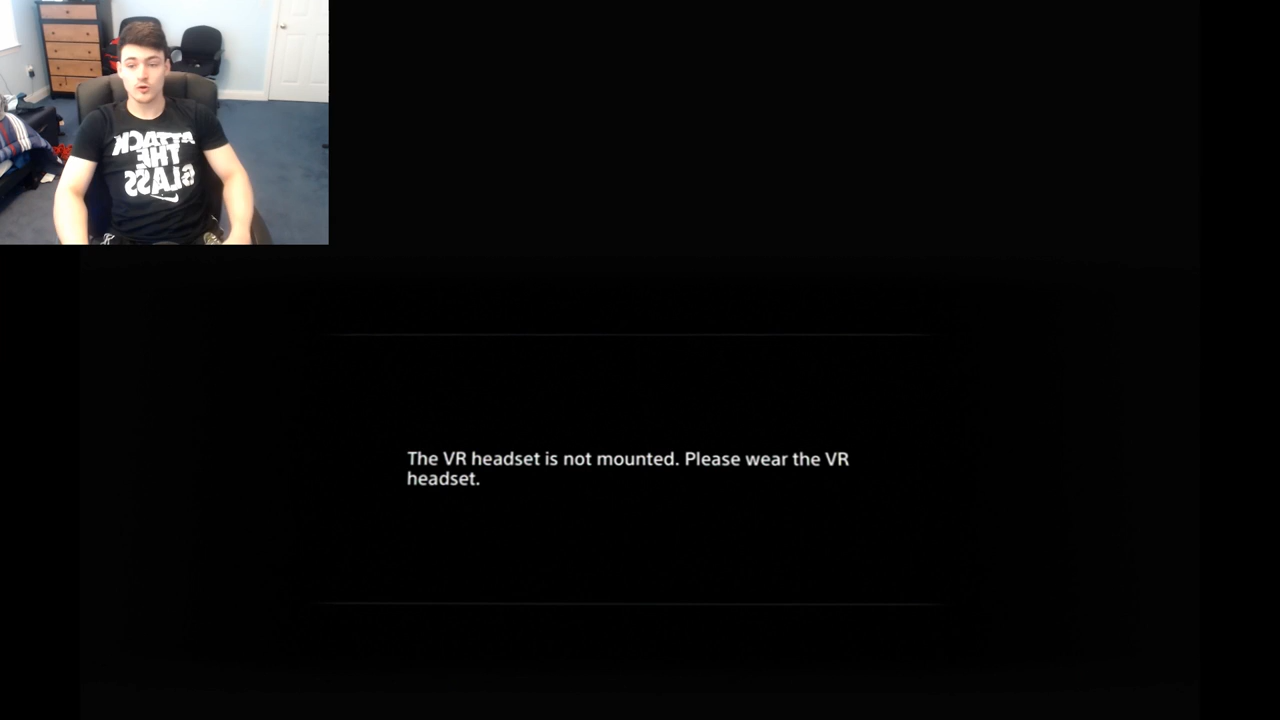 ATTACK
THE
GLASS
The VR headset is not mounted. Please wear the VR
headset.